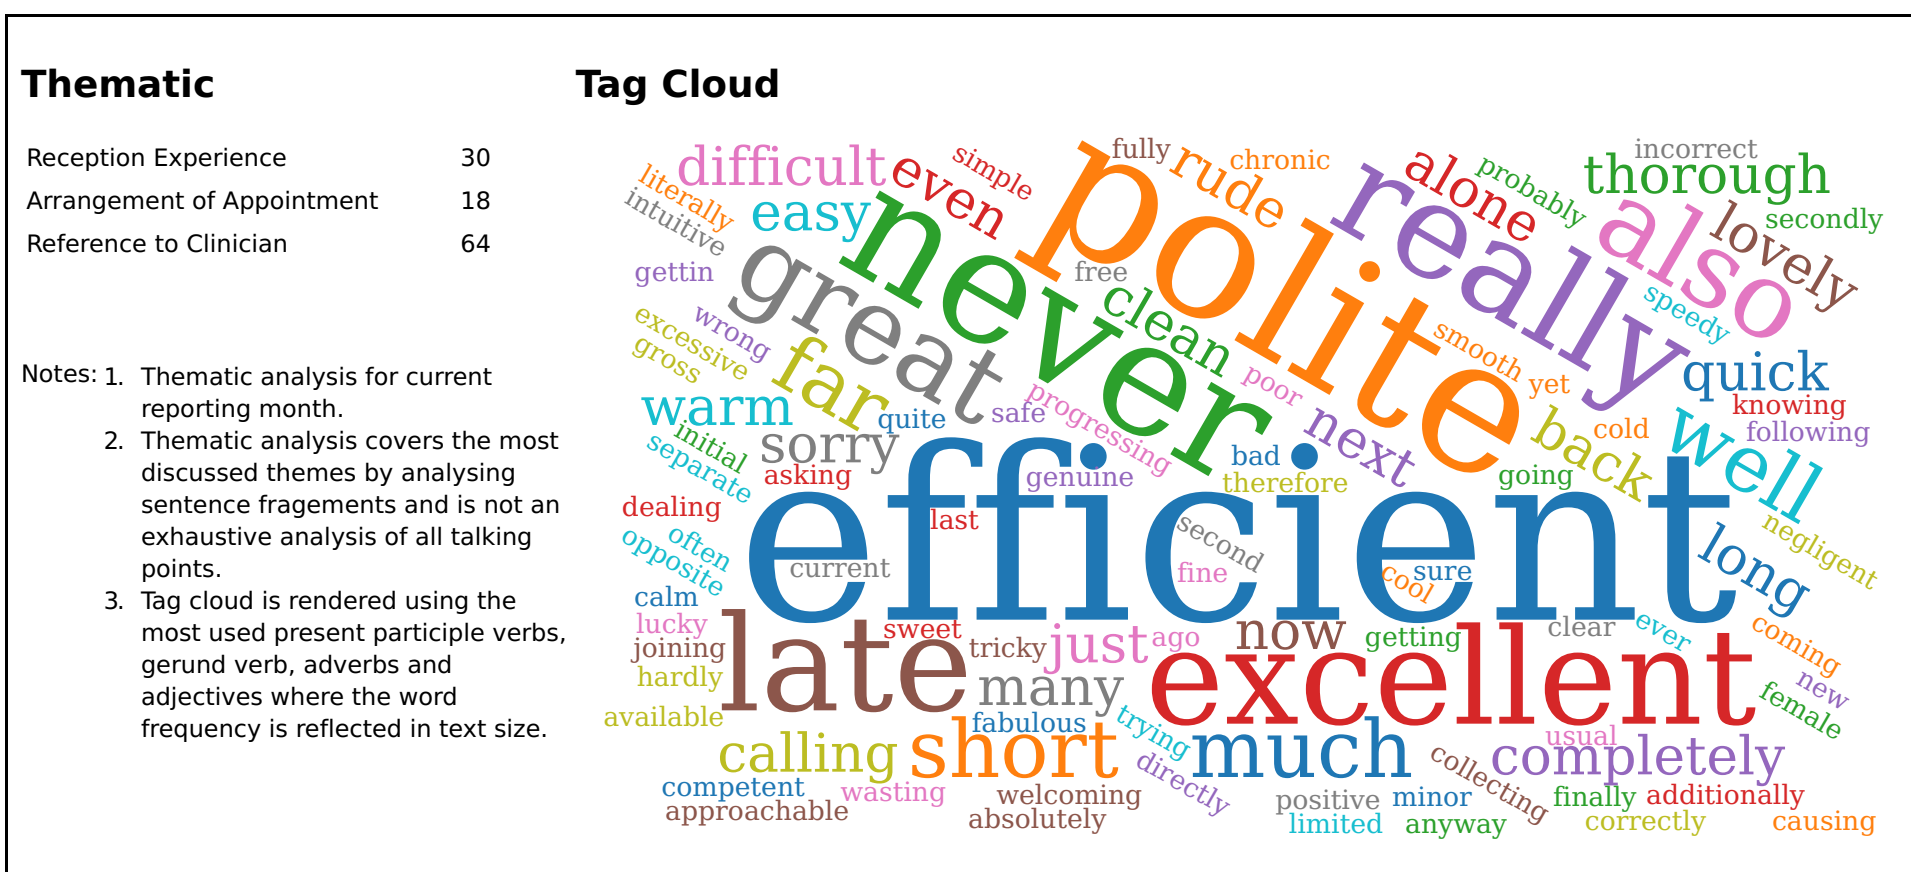 Thematic
Tag Cloud
Reception Experience 30
Arrangement of Appointment 18
Reference to Clinician 64
Notes: 1. Thematic analysis for current
reporting month.
2. Thematic analysis covers the most
discussed themes by analysing
sentence fragements and is not an
exhaustive analysis of all talking
points.
3. Tag cloud is rendered using the
most used present participle verbs,
gerund verb, adverbs and
adjectives where the word
frequency is reflected in text size.
difficult
even
simple
polite
fully
rude
chronic
really
alone
probably
incorrect
thorough
literally
intuitive
easy
never
also
lovely
secondly
gettin
great
free
clean
speedy
excessive
gross
wrong
far
smooth
yet
quick
warm
quite
safe
progressing
poor
next
back
cold
knowing
following
well
initial
separate
sorry
asking
genuine
bad
therefore
going
dealing
efficient
last
second
often
opposite
current
fine
cool
sure
long
negligent
calm
lucky
joining
hardly
late
sweet
tricky
just
ago
now
getting
clear
ever
coming
many
excellent
new
female
available
fabulous
trying
calling
short
directly
much
collecting
usual
completely
competent
approachable
wasting
welcoming
absolutely
positive
limited
minor
anyway
finally
additionally
correctly
causing